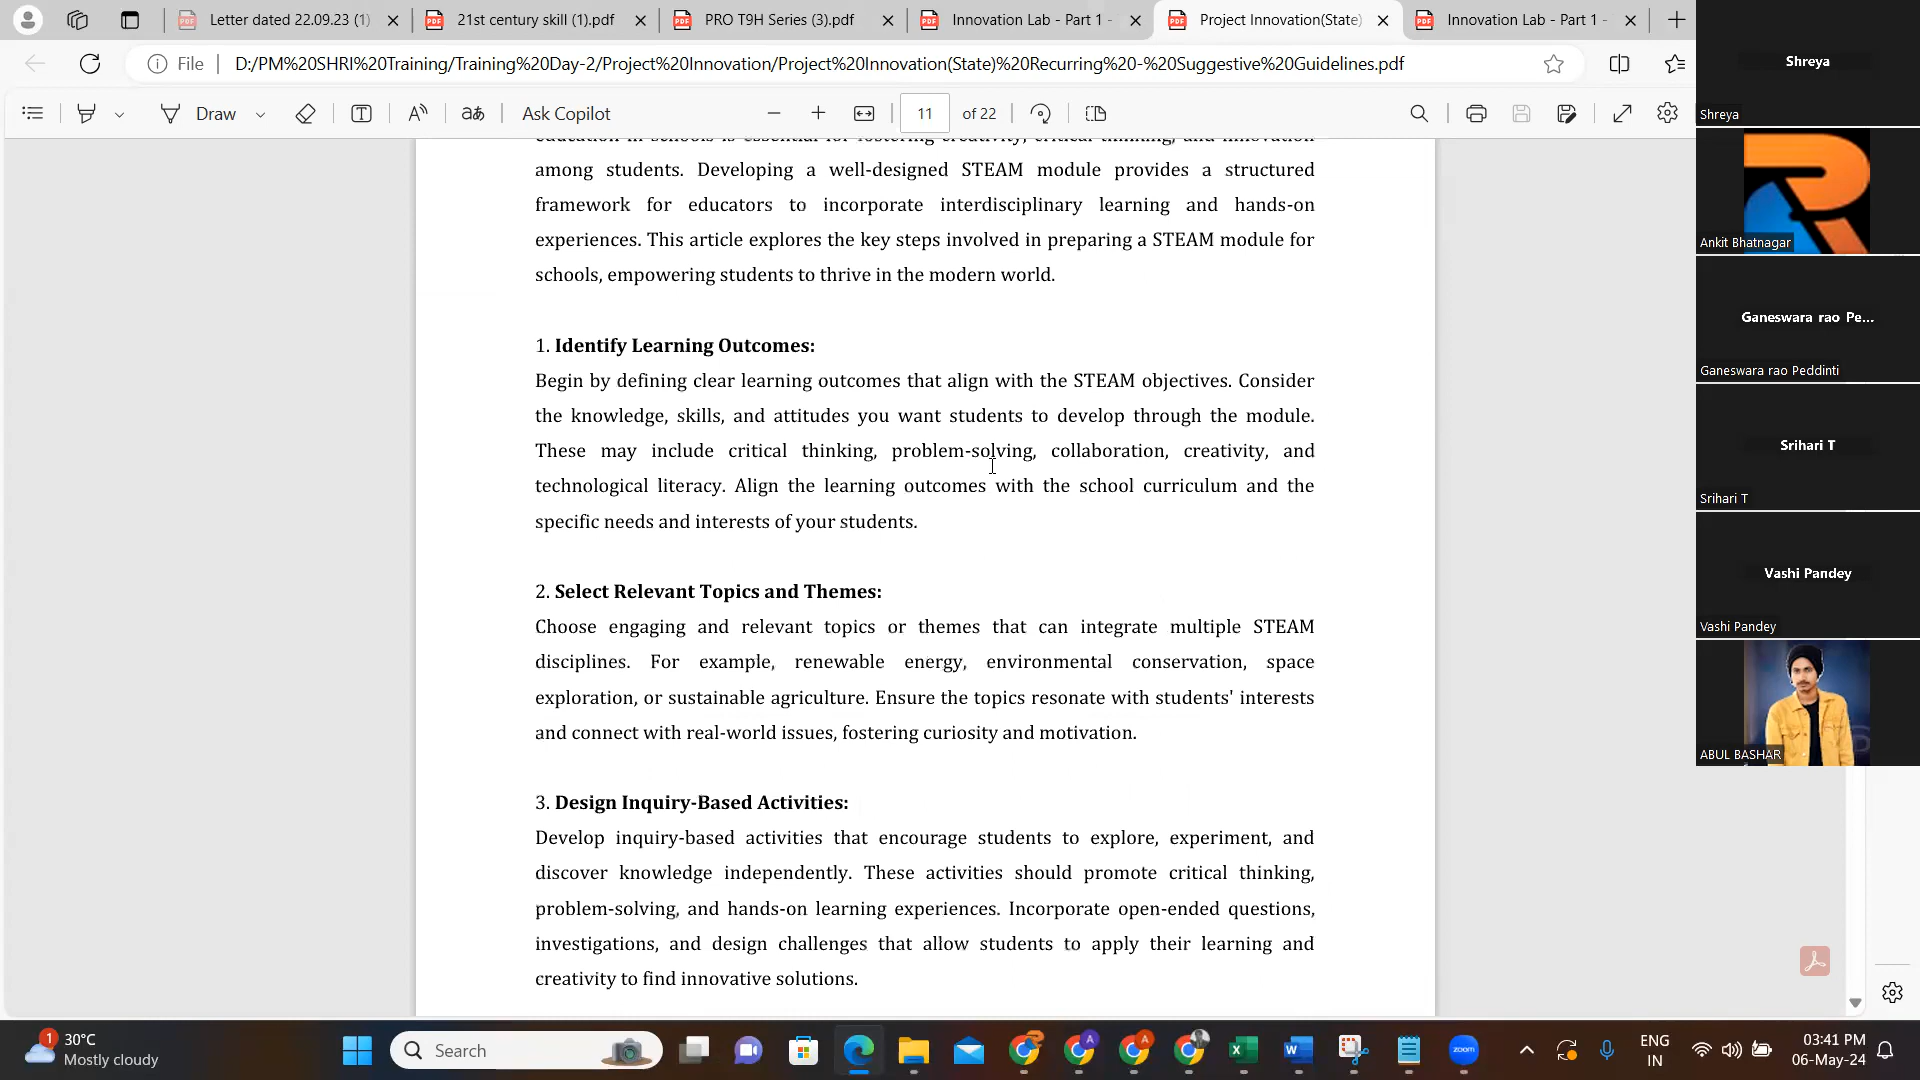 Letter dated 22.09.23 (1)
21st century skill (1).pdf
PRO T9H Series (3).pdf
Innovation Lab - Part 1 -
Project Innovation(State)
Innovation Lab - Part 1 -
File
D:/PM%20SHRI%20Training/Training%20Day-2/Project%20Innovation/Project%20Innovation(State)%20Recurring%20-%20Suggestive%20Guidelines.pdf
Draw
Ask Copilot
11
of 22
education in schools is essential for fostering creativity, critical thinking, and innovation
among students. Developing a well-designed STEAM module provides a structured
framework for educators to incorporate interdisciplinary learning and hands-on
experiences. This article explores the key steps involved in preparing a STEAM module for
schools, empowering students to thrive in the modern world.
1. Identify Learning Outcomes:
Begin by defining clear learning outcomes that align with the STEAM objectives. Consider
the knowledge, skills, and attitudes you want students to develop through the module.
These may include critical thinking, problem-solving, collaboration, creativity, and
technological literacy. Align the learning outcomes with the school curriculum and the
specific needs and interests of your students.
2. Select Relevant Topics and Themes:
Choose engaging and relevant topics or themes that can integrate multiple STEAM
disciplines. For example, renewable energy, environmental conservation, space
exploration, or sustainable agriculture. Ensure the topics resonate with students' interests
and connect with real-world issues, fostering curiosity and motivation.
3. Design Inquiry-Based Activities:
Develop inquiry-based activities that encourage students to explore, experiment, and
discover knowledge independently. These activities should promote critical thinking,
problem-solving, and hands-on learning experiences. Incorporate open-ended questions,
investigations, and design challenges that allow students to apply their learning and
creativity to find innovative solutions.
Shreya
Shreya
Ankit Bhatnagar
Ganeswara rao Pe...
Ganeswara rao Peddinti
Srihari T
Srihari T
Vashi Pandey
Vashi Pandey
ABUL BASHAR
1
30°C
Mostly cloudy
Search
zoom
ENG
IN
03:41 PM
06-May-24